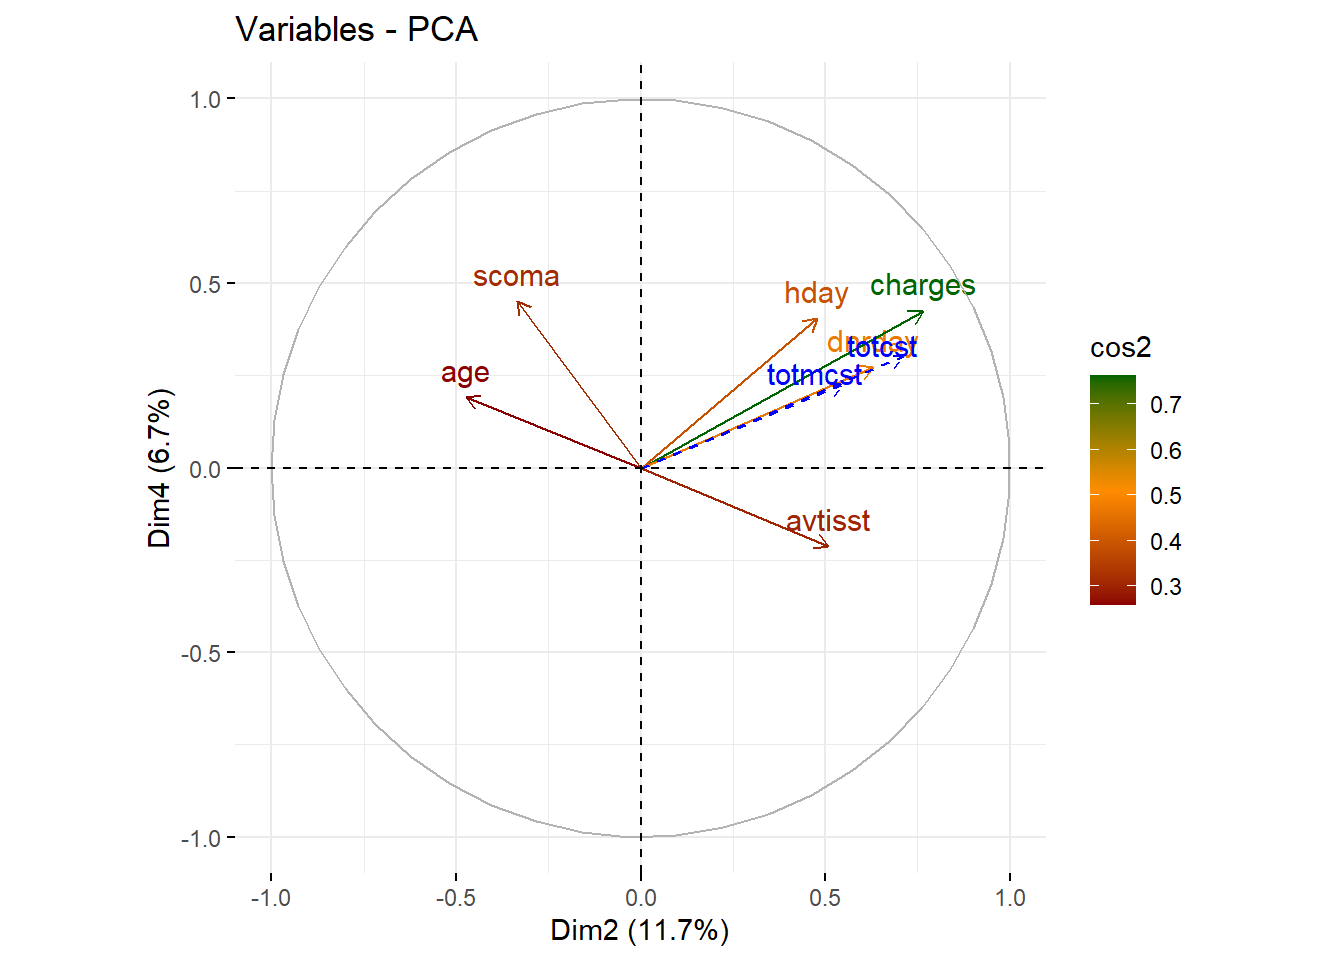 Variables - PCA
1.0
0.5
0.0
-0.5
-1.0
Dim4 (6.7%)
scoma
age
hday
charges
dnrday
totcst
totmcst
avtisst
-1.0
-0.5
0.0
0.5
1.0
Dim2 (11.7%)
cos2
0.7
0.6
0.5
0.4
0.3